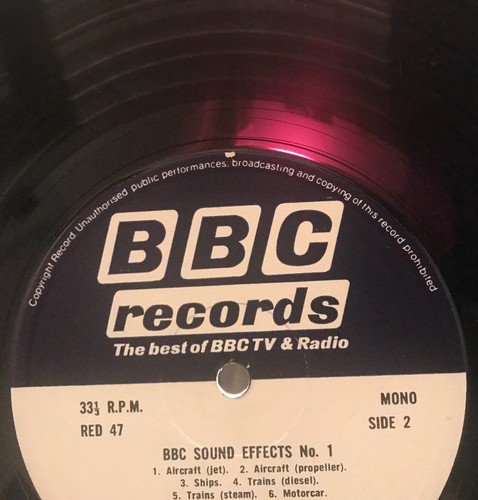 Copyright Record. Unauthorised public performances, broadcasting and copying of this record prohibited
BBC
records
The best of BBC TV & Radio
33⅓ R.P.M.
MONO
RED 47
SIDE 2
BBC SOUND EFFECTS No. 1
1. Aircraft (jet). 2. Aircraft (propeller).
3. Ships. 4. Trains (diesel).
5. Trains (steam). 6. Motorcar.